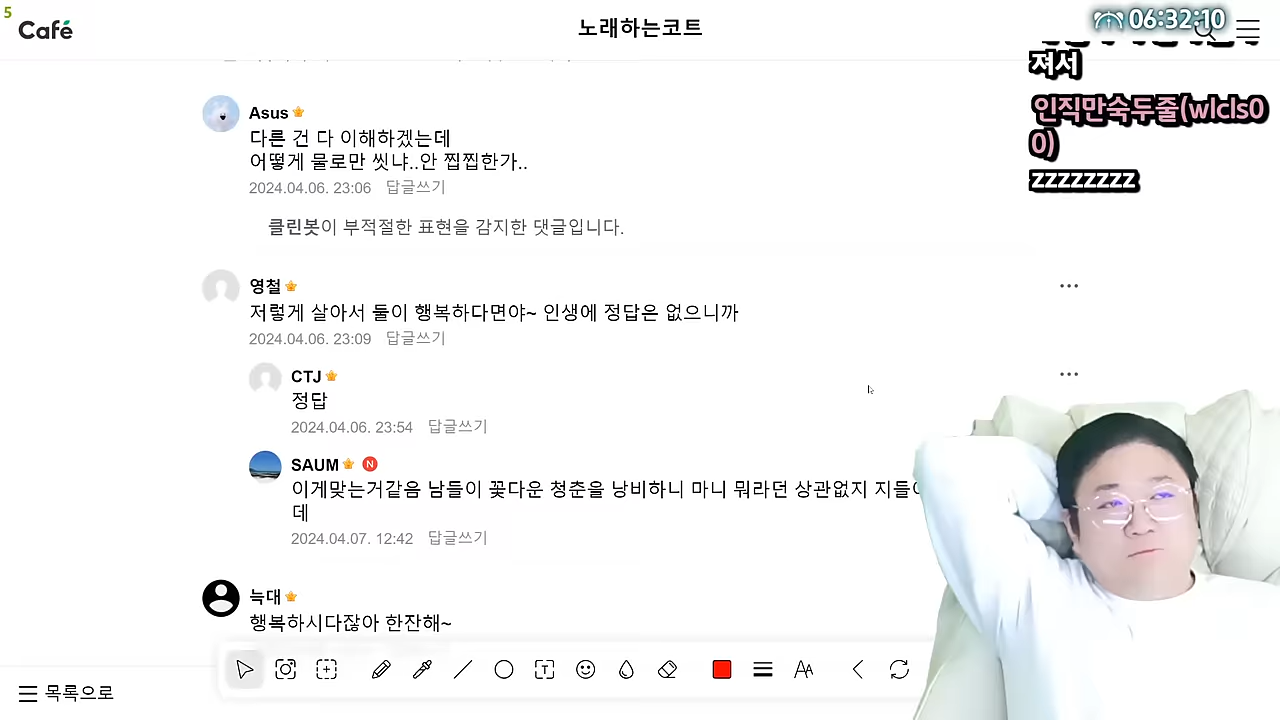 5
Café
노래하는코트
06:32:10
져서
인직만숙두줄(wlcls0
0)
zzzzzzzz
Asus
다른 건 다 이해하겠는데
어떻게 물로만 씻냐..안 찝찝한가..
2024.04.06. 23:06 답글쓰기
클린봇이 부적절한 표현을 감지한 댓글입니다.
영철
저렇게 살아서 둘이 행복하다면야~ 인생에 정답은 없으니까
2024.04.06. 23:09 답글쓰기
CTJ
정답
2024.04.06. 23:54 답글쓰기
SAUM N
이게맞는거같음 남들이 꽃다운 청춘을 낭비하니 마니 뭐라던 상관없지 지들이
데
2024.04.07. 12:42 답글쓰기
늑대
행복하시다잖아 한잔해~
목록으로